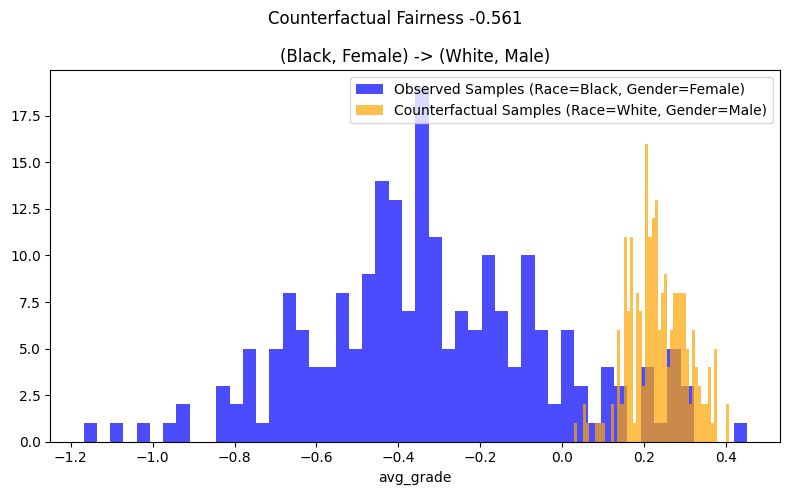 Counterfactual Fairness -0.561
(Black, Female) -> (White, Male)
Observed Samples (Race=Black, Gender=Female)
Counterfactual Samples (Race=White, Gender=Male)
17.5
15.0
12.5
10.0
7.5
5.0
2.5
0.0
−1.2 −1.0 −0.8 −0.6 −0.4 −0.2 0.0 0.2 0.4
avg_grade